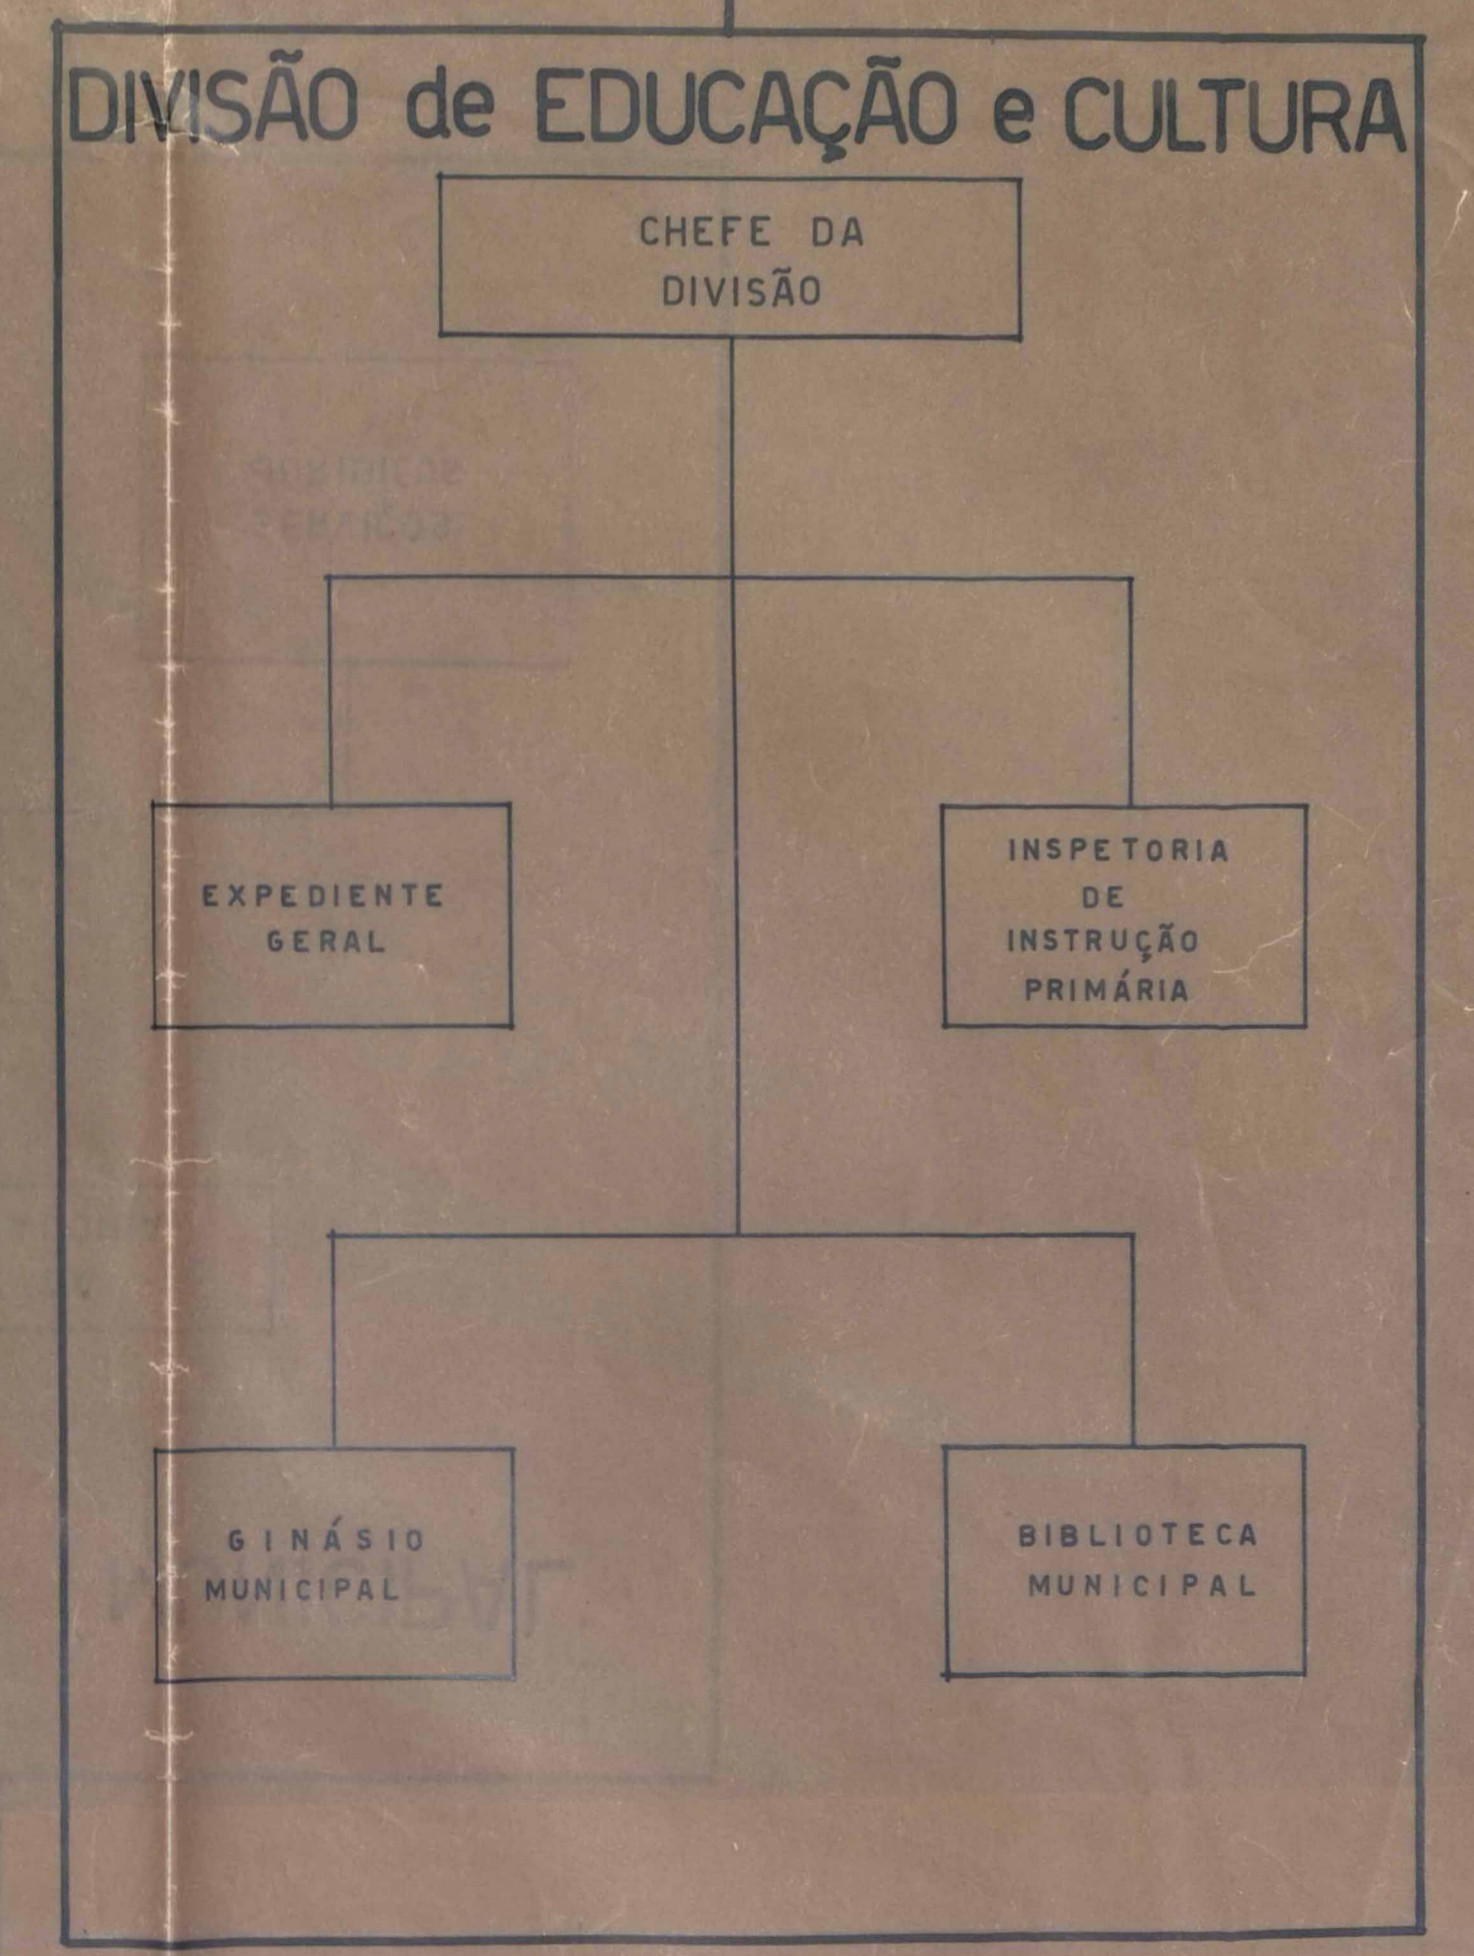 DIVISÃO de EDUCAÇÃO e CULTURA
CHEFE DA
DIVISÃO
EXPEDIENTE
GERAL
INSPETORIA
DE
INSTRUÇÃO
PRIMÁRIA
GINÁSIO
MUNICIPAL
BIBLIOTECA
MUNICIPAL